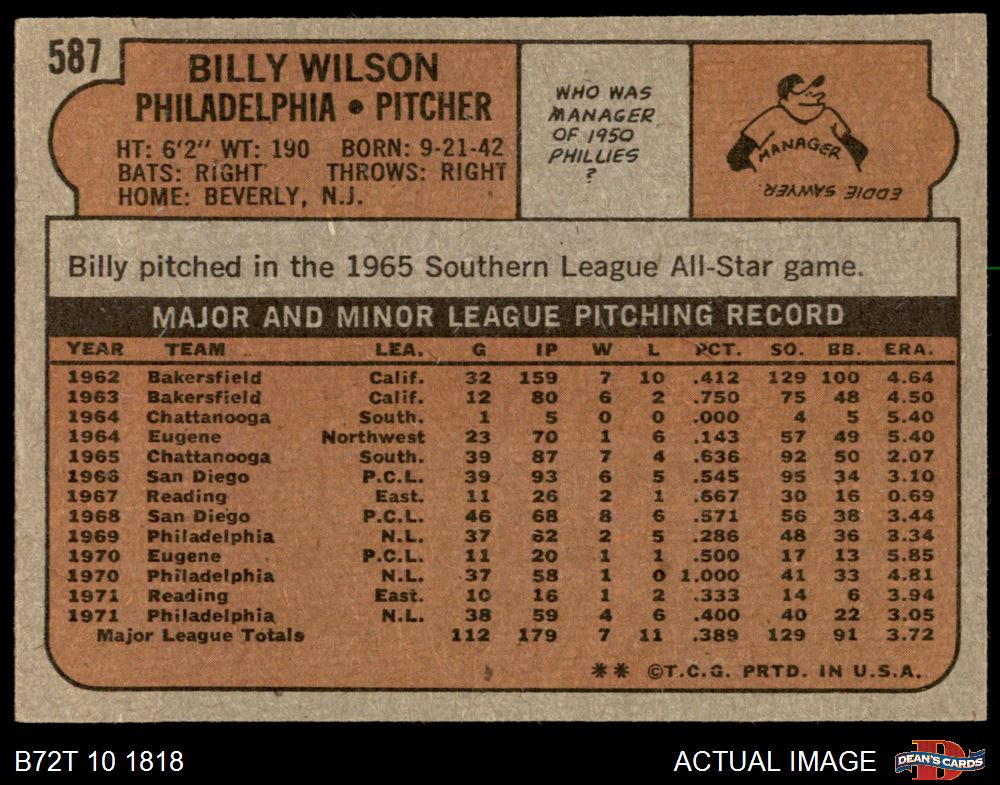 587
BILLY WILSON
PHILADELPHIA • PITCHER
HT: 6'2" WT: 190 BORN: 9-21-42
BATS: RIGHT THROWS: RIGHT
HOME: BEVERLY, N.J.
WHO WAS
MANAGER
OF 1950
PHILLIES
?
MANAGER
EDDIE SAWYER.
Billy pitched in the 1965 Southern League All-Star game.
MAJOR AND MINOR LEAGUE PITCHING RECORD
YEAR TEAM LEA. G IP W L PCT. SO. BB. ERA.
1962 Bakersfield Calif. 32 159 7 10 .412 129 100 4.64
1963 Bakersfield Calif. 12 80 6 2 .750 75 48 4.50
1964 Chattanooga South. 1 5 0 0 .000 4 5 5.40
1964 Eugene Northwest 23 70 1 6 .143 57 49 5.40
1965 Chattanooga South. 39 87 7 4 .636 92 50 2.07
1966 San Diego P.C.L. 39 93 6 5 .545 95 34 3.10
1967 Reading East. 11 26 2 1 .667 30 16 0.69
1968 San Diego P.C.L. 46 68 8 6 .571 56 38 3.44
1969 Philadelphia N.L. 37 62 2 5 .286 48 36 3.34
1970 Eugene P.C.L. 11 20 1 1 .500 17 13 5.85
1970 Philadelphia N.L. 37 58 1 0 1.000 41 33 4.81
1971 Reading East. 10 16 1 2 .333 14 6 3.94
1971 Philadelphia N.L. 38 59 4 6 .400 40 22 3.05
Major League Totals 112 179 7 11 .389 129 91 3.72
** ©T.C.G. PRTD. IN U.S.A.
B72T 10 1818 ACTUAL IMAGE
D
DEAN'S CARDS